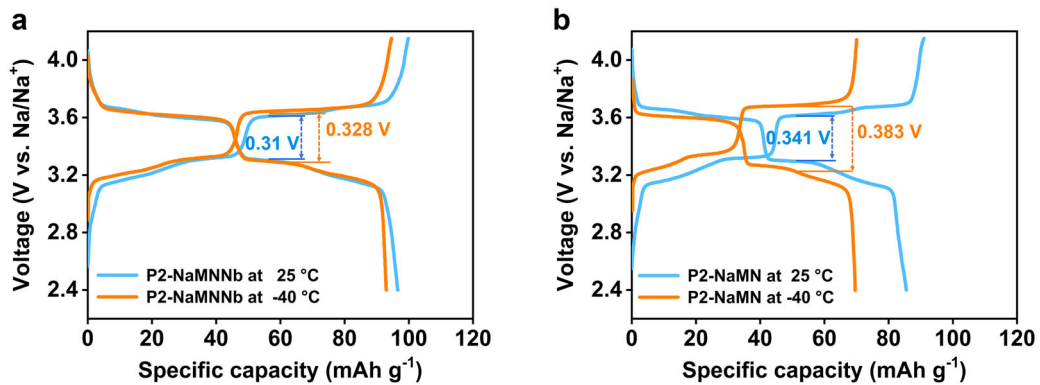 a
4.0
3.6
3.2
2.8
2.4
Voltage (V vs. Na/Na⁺)
0.31 V
0.328 V
P2-NaMNNb at 25 °C
P2-NaMNNb at -40 °C
0 20 40 60 80 100 120
Specific capacity (mAh g⁻¹)
b
4.0
3.6
3.2
2.8
2.4
Voltage (V vs. Na/Na⁺)
0.341 V
0.383 V
P2-NaMN at 25 °C
P2-NaMN at -40 °C
0 20 40 60 80 100 120
Specific capacity (mAh g⁻¹)